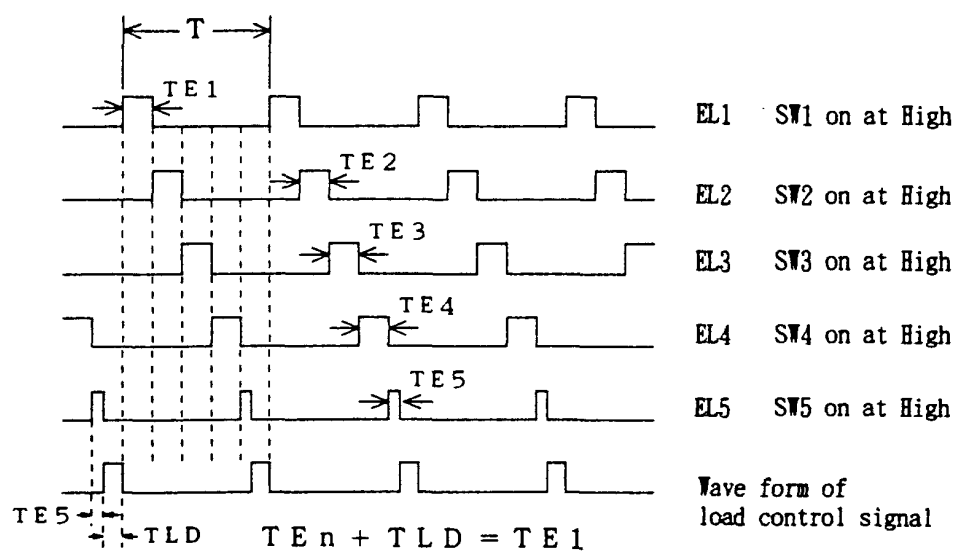 T
TE1
EL1 SW1 on at High
TE2
EL2 SW2 on at High
TE3
EL3 SW3 on at High
TE4
EL4 SW4 on at High
TE5
EL5 SW5 on at High
Wave form of
load control signal
TE5
TLD
TEn + TLD = TE1